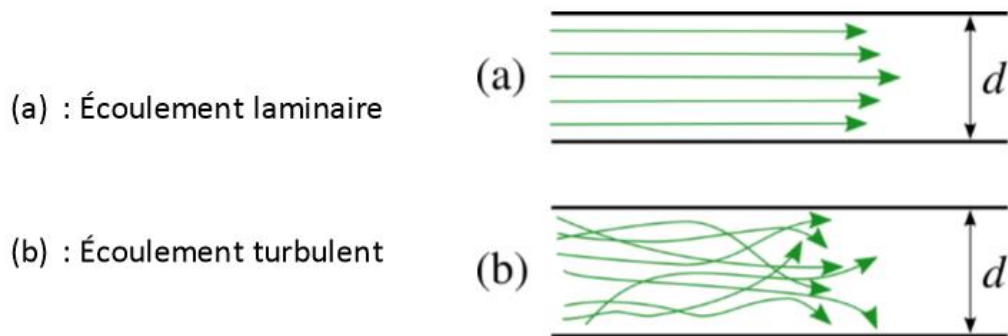 (a) : Écoulement laminaire
(a)
d
(b) : Écoulement turbulent
(b)
d